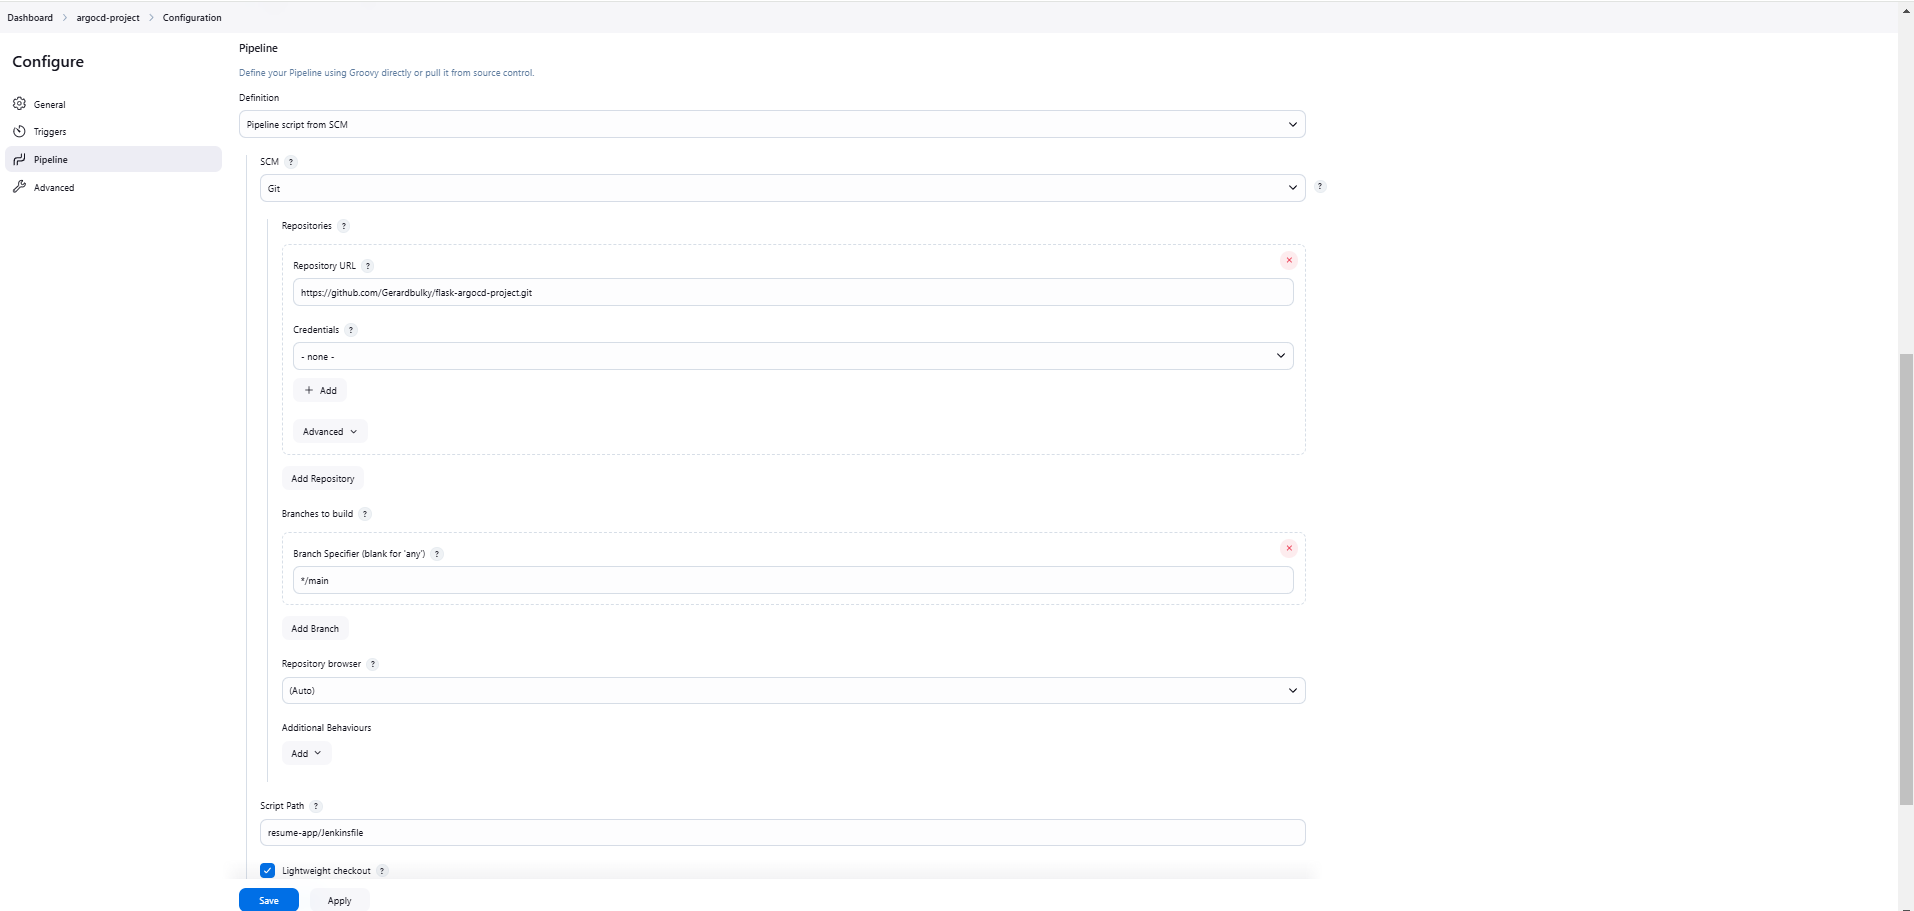 Dashboard > argocd-project > Configuration
Configure
General
Triggers
Pipeline
Advanced
Pipeline
Define your Pipeline using Groovy directly or pull it from source control.
Definition
Pipeline script from SCM
SCM ?
Git
?
Repositories ?
Repository URL ?
https://github.com/Gerardbulky/flask-argocd-project.git
Credentials ?
- none -
+ Add
Advanced
Add Repository
Branches to build ?
Branch Specifier (blank for 'any') ?
*/main
Add Branch
Repository browser ?
(Auto)
Additional Behaviours
Add
Script Path ?
resume-app/Jenkinsfile
Lightweight checkout ?
Save Apply